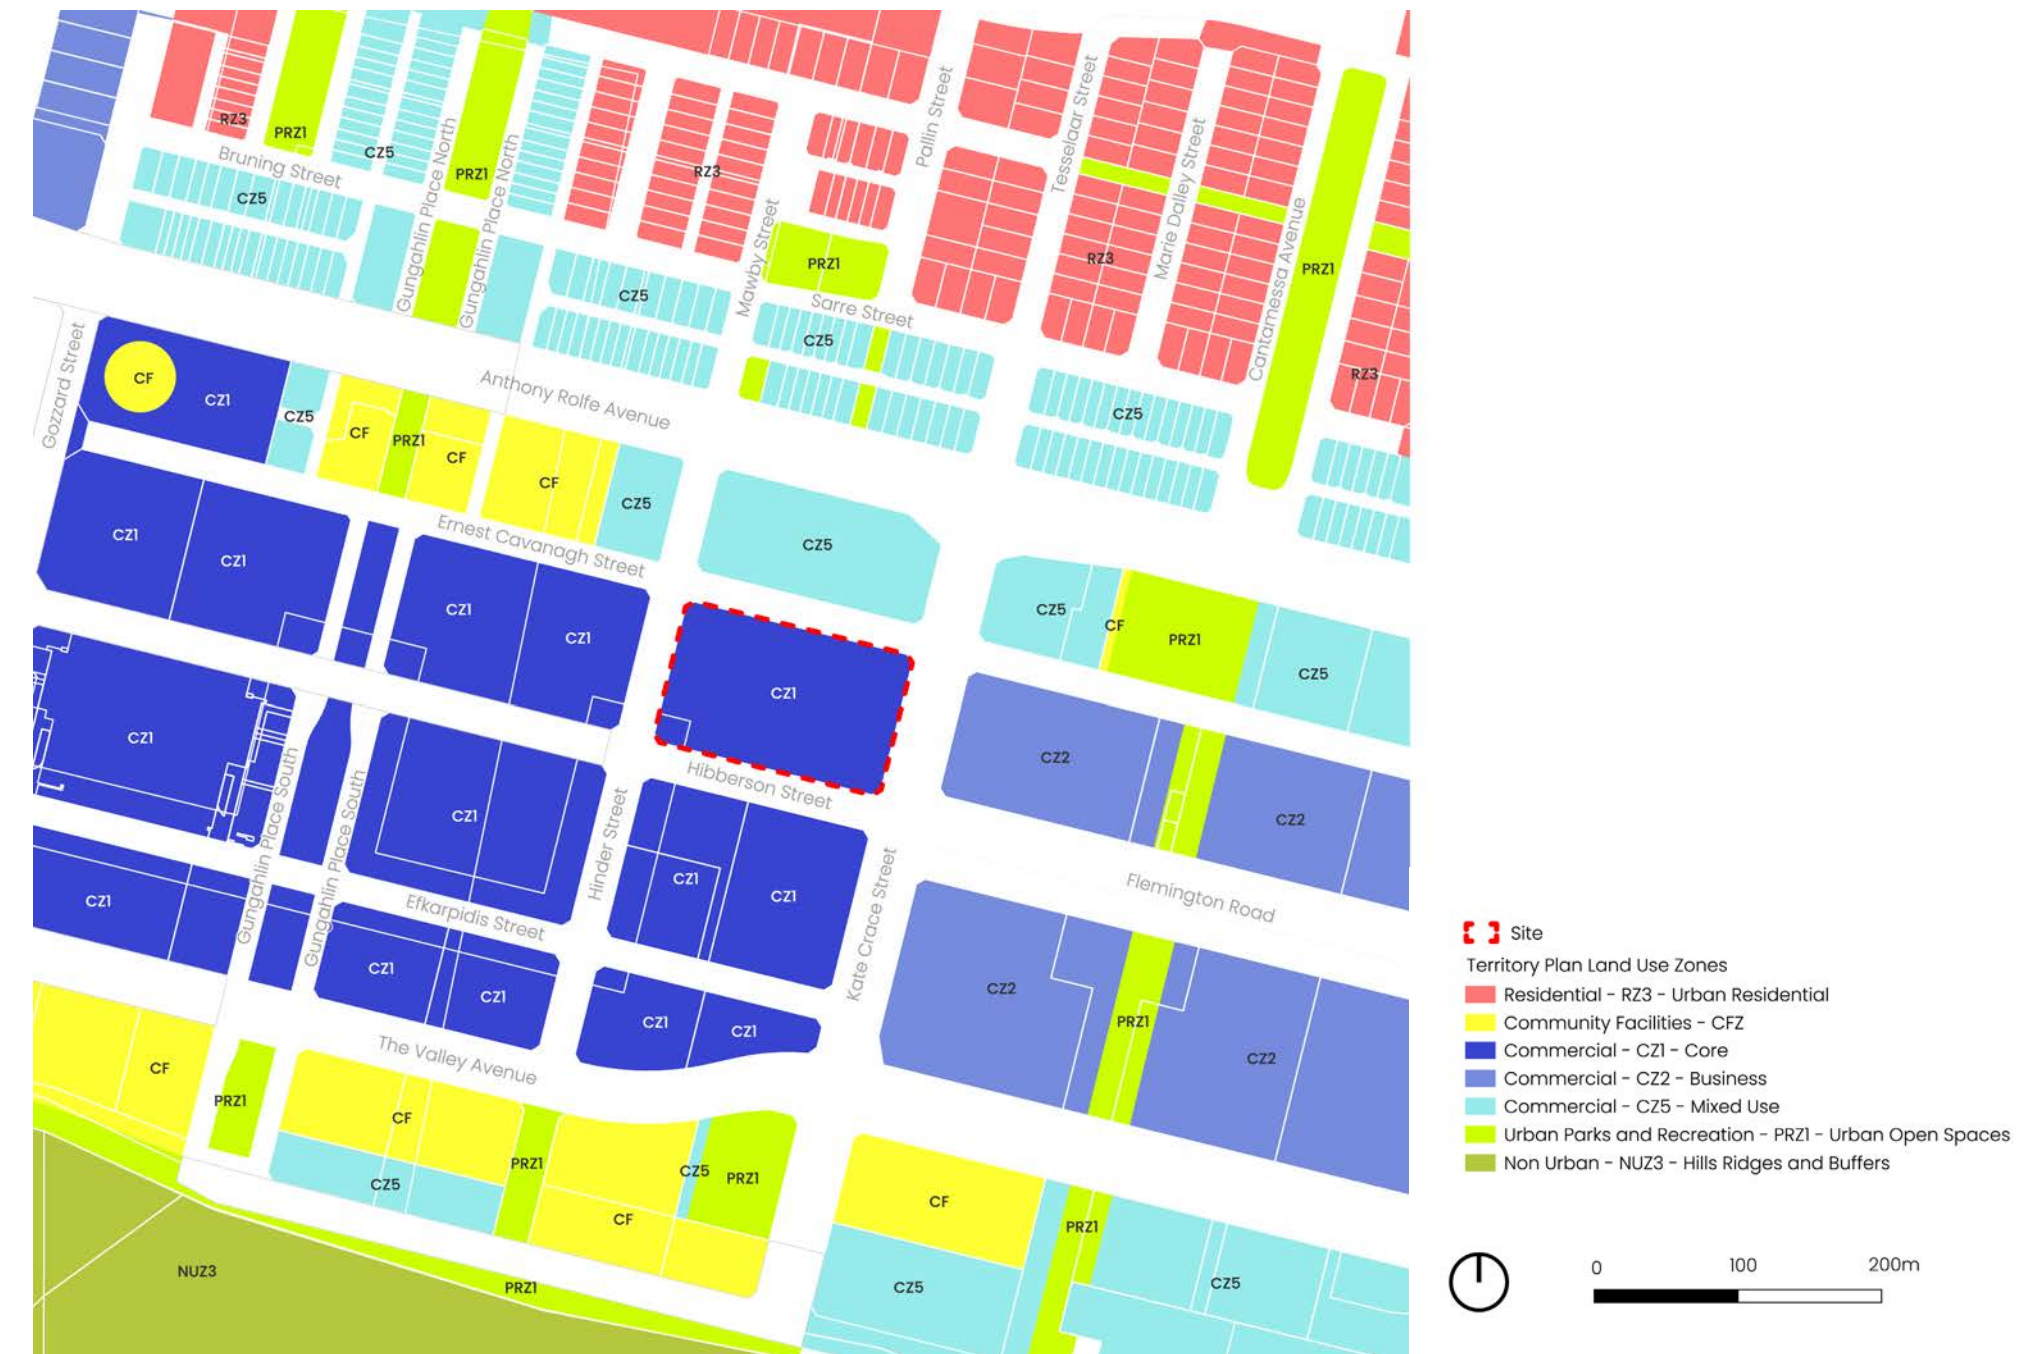 RZ3
PRZ1
CZ5
Bruning Street
CZ5
Gungahlin Place North
PRZ1
Gungahlin Place North
RZ3
Mawby Street
PRZ1
Sarre Street
Pallin Street
Tesselaar Street
RZ3
Marie Dalley Street
Cantamessa Avenue
PRZ1
RZ3
CZ5
CZ5
CZ5
Gozzard Street
CF
CZ1
CZ5
CF
PRZ1
CF
Anthony Rolfe Avenue
CF
CZ5
CZ5
Ernest Cavanagh Street
CZ1
CZ1
CZ1
CZ1
CZ1
CZ5
CF
PRZ1
CZ5
CZ1
Gungahlin Place South
Gungahlin Place South
CZ1
Hinder Street
Hibberson Street
CZ2
CZ2
CZ1
Efkarpidis Street
CZ1
CZ1
CZ1
CZ1
Kate Crace Street
Flemington Road
CZ2
PRZ1
CZ2
CZ1
CZ1
The Valley Avenue
CF
PRZ1
CF
CZ5
PRZ1
CF
CZ5
PRZ1
CF
PRZ1
CZ5
CZ5
NUZ3
PRZ1
Site
Territory Plan Land Use Zones
Residential - RZ3 - Urban Residential
Community Facilities - CFZ
Commercial - CZ1 - Core
Commercial - CZ2 - Business
Commercial - CZ5 - Mixed Use
Urban Parks and Recreation - PRZ1 - Urban Open Spaces
Non Urban - NUZ3 - Hills Ridges and Buffers
0 100 200m